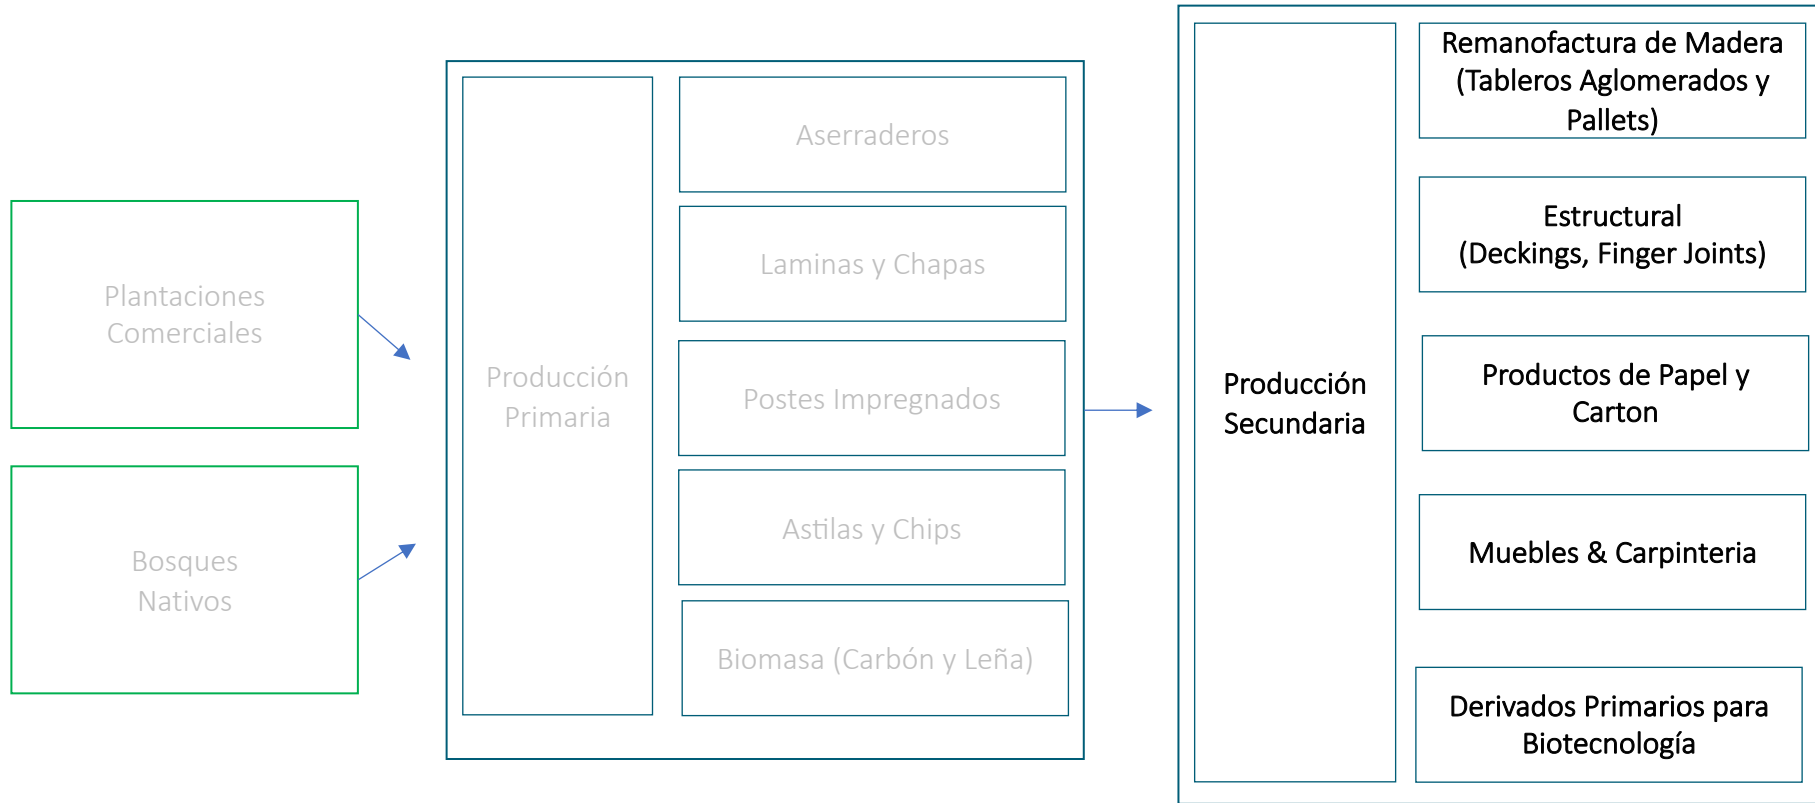 Plantaciones
Comerciales
Bosques
Nativos
Producción
Primaria
Aserraderos
Laminas y Chapas
Postes Impregnados
Astilas y Chips
Biomasa (Carbón y Leña)
Producción
Secundaria
Remanofactura de Madera
(Tableros Aglomerados y
Pallets)
Estructural
(Deckings, Finger Joints)
Productos de Papel y
Carton
Muebles & Carpinteria
Derivados Primarios para
Biotecnología